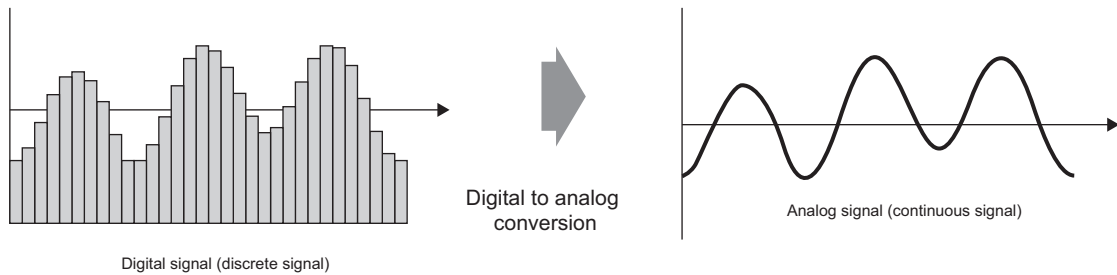 Digital signal (discrete signal)
Digital to analog
conversion
Analog signal (continuous signal)